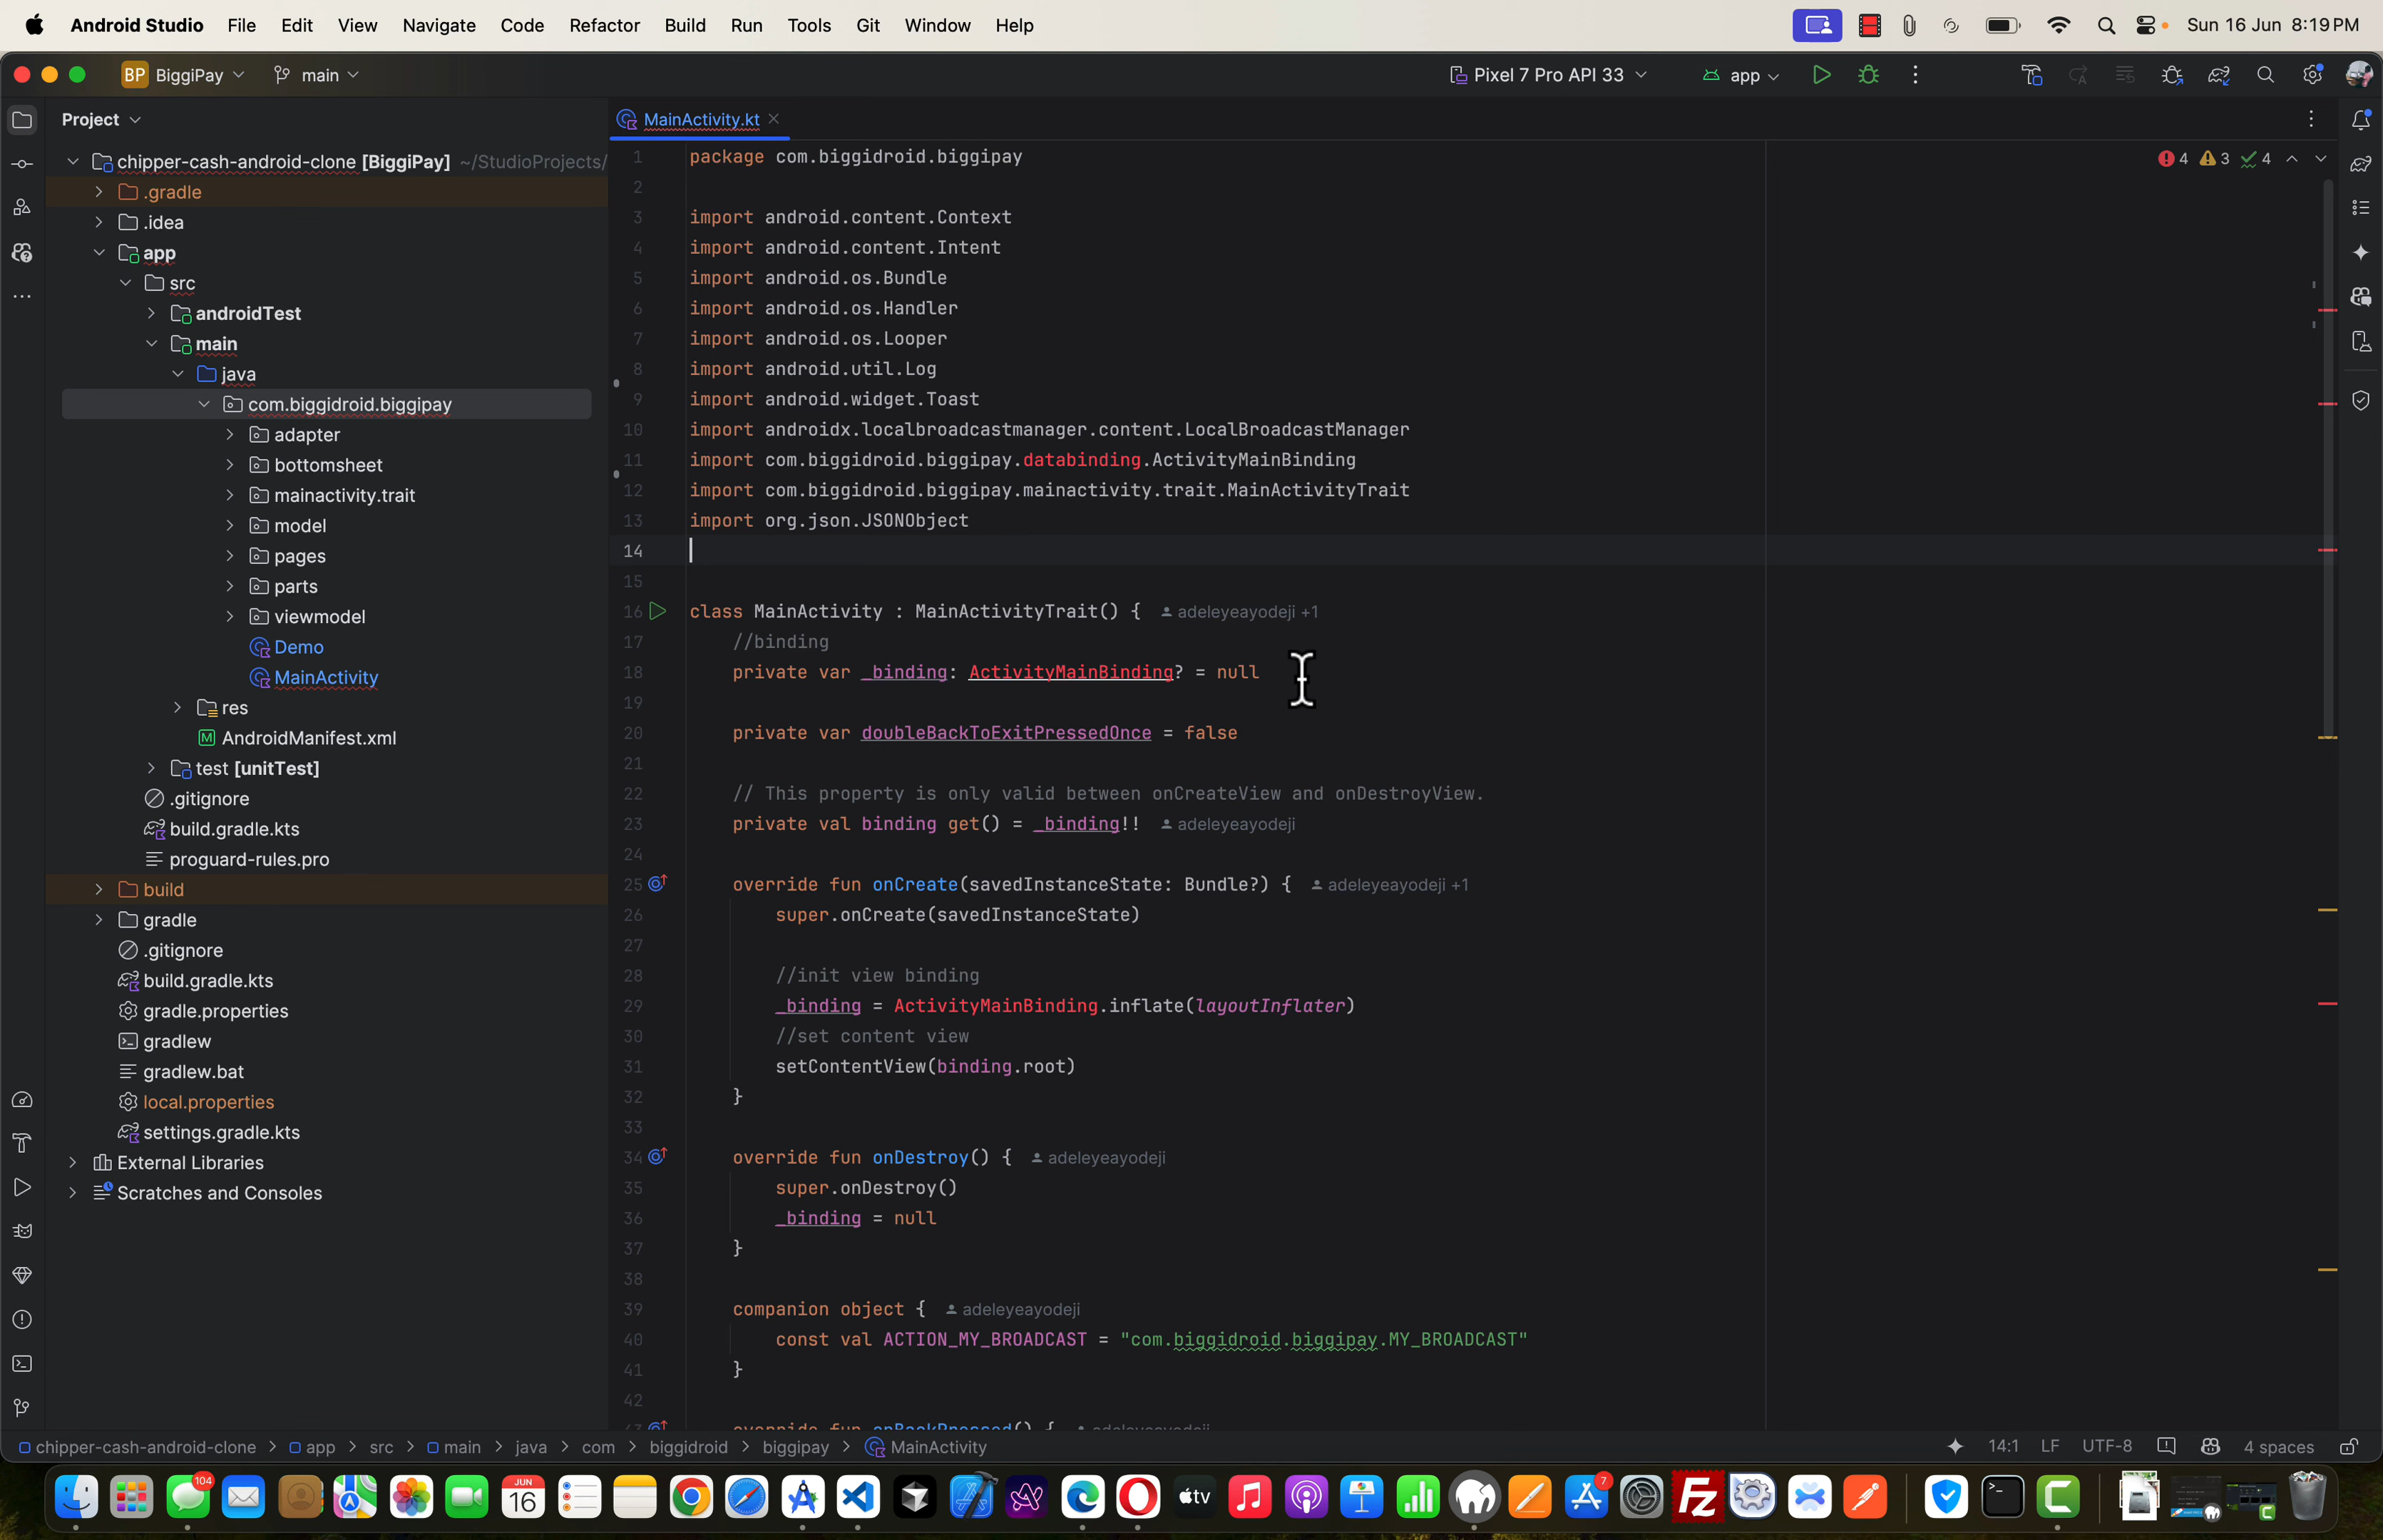 Android Studio File Edit View Navigate Code Refactor Build Run Tools Git Window Help Sun 16 Jun 8:19 PM
BP BiggiPay main Pixel 7 Pro API 33 app
Project
MainActivity.kt
chipper-cash-android-clone [BiggiPay] ~/StudioProjects/
.gradle
.idea
app
src
androidTest
main
java
com.biggidroid.biggipay
adapter
bottomsheet
mainactivity.trait
model
pages
parts
viewmodel
Demo
MainActivity
res
AndroidManifest.xml
test [unitTest]
.gitignore
build.gradle.kts
proguard-rules.pro
build
gradle
.gitignore
build.gradle.kts
gradle.properties
gradlew
gradlew.bat
local.properties
settings.gradle.kts
External Libraries
Scratches and Consoles
4 3 4
1 package com.biggidroid.biggipay
2
3 import android.content.Context
4 import android.content.Intent
5 import android.os.Bundle
6 import android.os.Handler
7 import android.os.Looper
8 import android.util.Log
9 import android.widget.Toast
10 import androidx.localbroadcastmanager.content.LocalBroadcastManager
11 import com.biggidroid.biggipay.databinding.ActivityMainBinding
12 import com.biggidroid.biggipay.mainactivity.trait.MainActivityTrait
13 import org.json.JSONObject
14
15
16 class MainActivity : MainActivityTrait() { adeleyeayodeji +1
17 //binding
18 private var _binding: ActivityMainBinding? = null
19
20 private var doubleBackToExitPressedOnce = false
21
22 // This property is only valid between onCreateView and onDestroyView.
23 private val binding get() = _binding!! adeleyeayodeji
24
25 override fun onCreate(savedInstanceState: Bundle?) { adeleyeayodeji +1
26 super.onCreate(savedInstanceState)
27
28 //init view binding
29 _binding = ActivityMainBinding.inflate(layoutInflater)
30 //set content view
31 setContentView(binding.root)
32 }
33
34 override fun onDestroy() { adeleyeayodeji
35 super.onDestroy()
36 _binding = null
37 }
38
39 companion object { adeleyeayodeji
40 const val ACTION_MY_BROADCAST = "com.biggidroid.biggipay.MY_BROADCAST"
41 }
42
43 override fun onBackPressed() { adeleyeayodeji
chipper-cash-android-clone > app > src > main > java > com > biggidroid > biggipay > MainActivity 14:1 LF UTF-8 4 spaces
104 JUN 16 tv 7 Fz